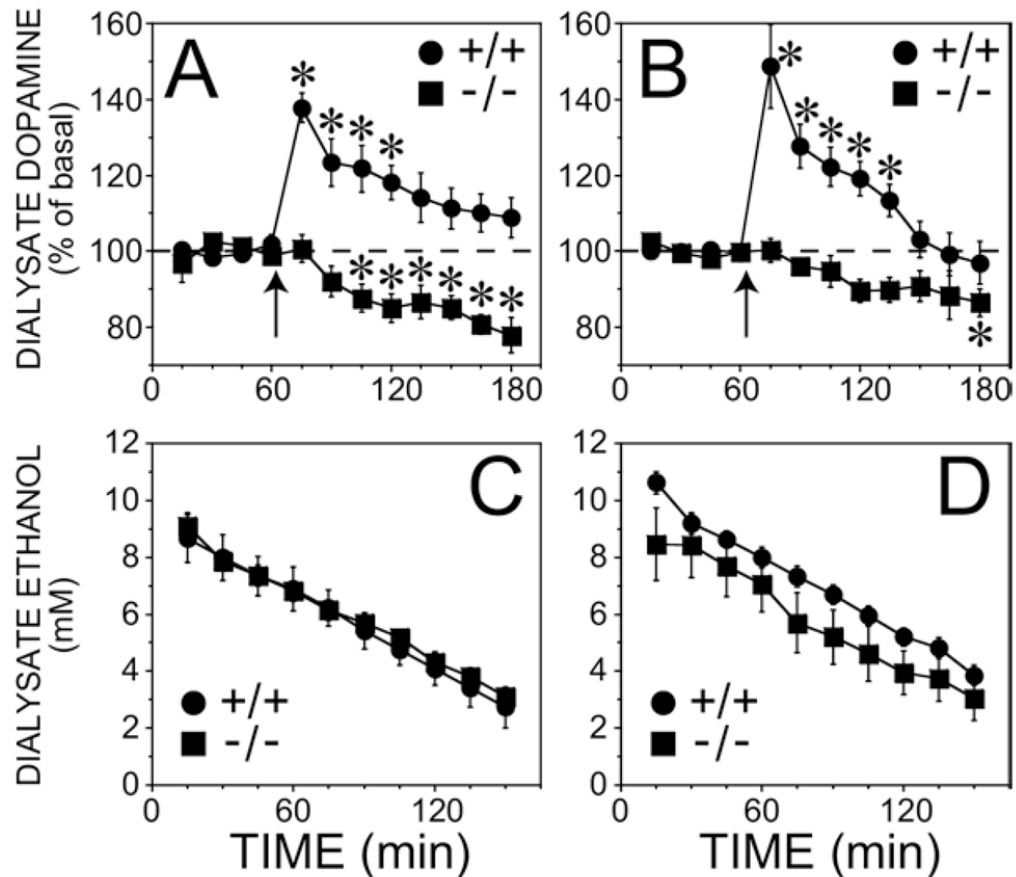 DIALYSATE DOPAMINE
(% of basal)
160
140
120
100
80
A
+/+
-/-
* * * *
* * * * * *
0 60 120 180
160
140
120
100
80
B
+/+
-/-
* * * * *
*
0 60 120 180
DIALYSATE ETHANOL
(mM)
12
10
8
6
4
2
0
C
+/+
-/-
0 60 120
TIME (min)
12
10
8
6
4
2
0
D
+/+
-/-
0 60 120
TIME (min)